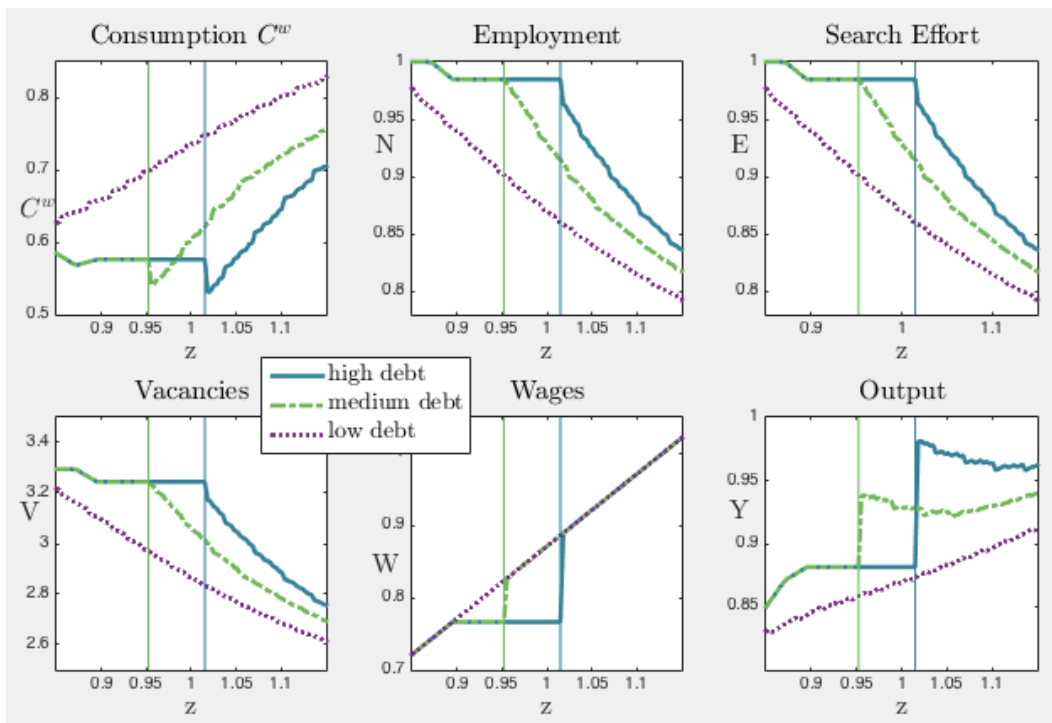 Consumption C^w
Employment
Search Effort
0.8
0.7
C^w
0.6
0.5
0.9 0.95 1 1.05 1.1
z
1
0.95
N
0.9
0.85
0.8
0.9 0.95 1 1.05 1.1
z
1
0.95
E
0.9
0.85
0.8
0.9 1 1.1
z
Vacancies
Wages
Output
high debt
medium debt
low debt
3.4
3.2
V
3
2.8
2.6
0.9 0.95 1 1.05 1.1
z
1
0.9
W
0.8
0.7
0.9 0.95 1 1.05 1.1
z
1
0.95
Y
0.9
0.85
0.9 0.95 1 1.05 1.1
z